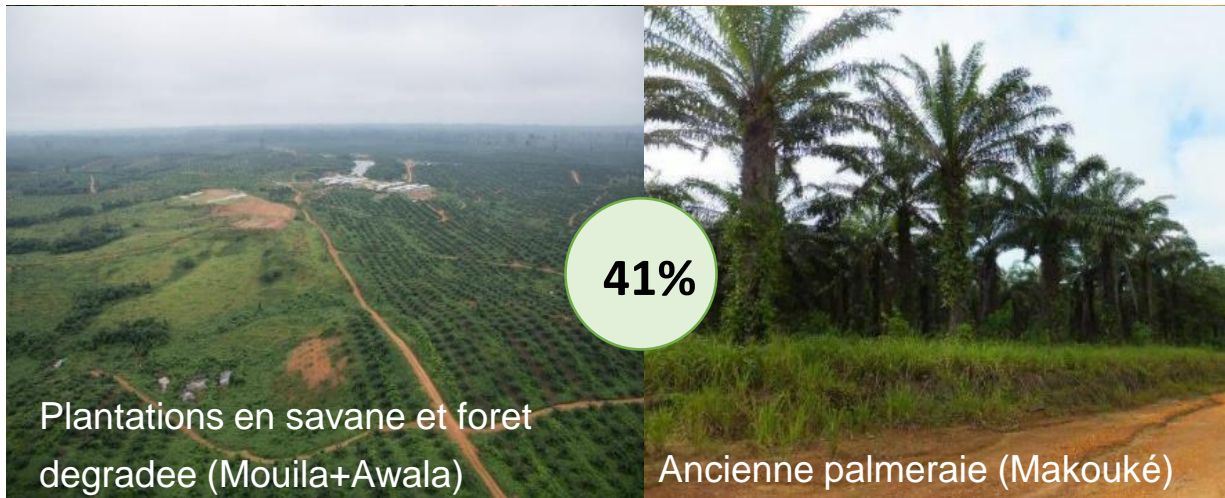 41%
Plantations en savane et foret
degradee (Mouila+Awala)
Ancienne palmeraie (Makouké)